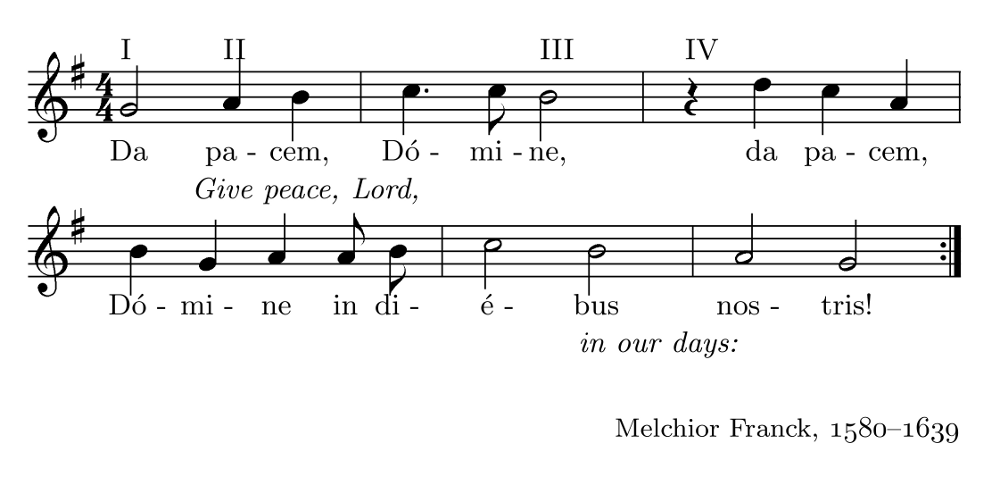 I II III IV
Da pa - cem, Dó - mi - ne, da pa - cem,
Give peace, Lord,
Dó - mi - ne in di - é - bus nos - tris!
in our days:
Melchior Franck, 1580–1639